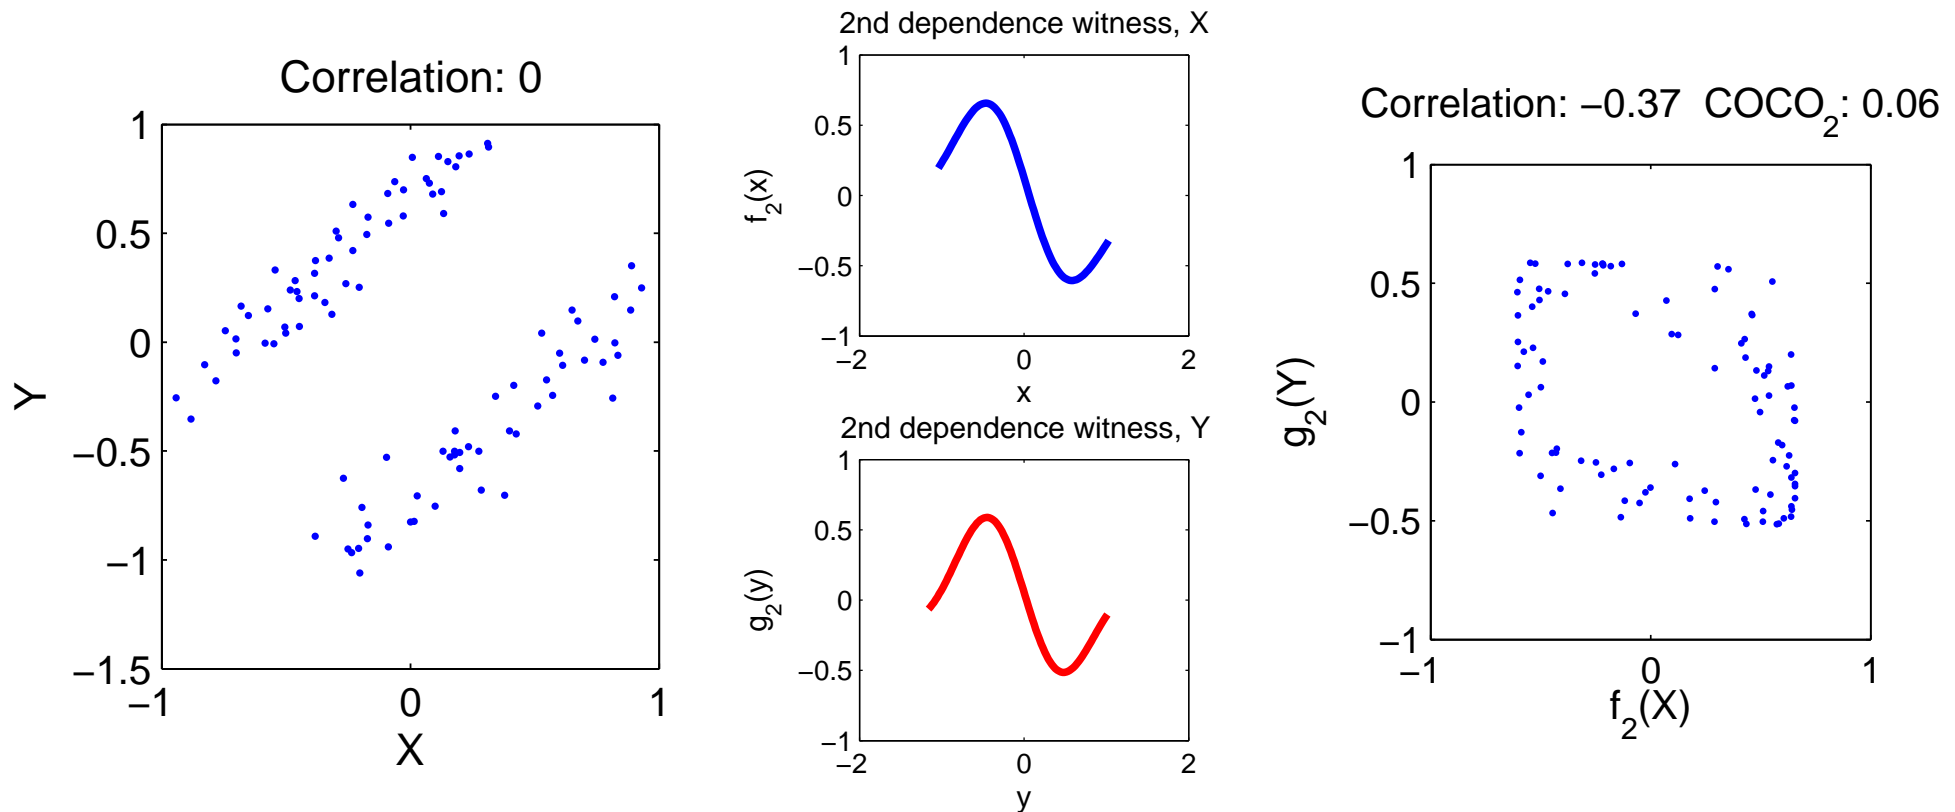 Correlation: 0
1
0.5
0
−0.5
−1
−1.5
−1 0 1
X
Y
2nd dependence witness, X
1
0.5
0
−0.5
−1
−2 0 2
x
f2(x)
2nd dependence witness, Y
1
0.5
0
−0.5
−1
−2 0 2
y
g2(y)
Correlation: −0.37 COCO2: 0.06
1
0.5
0
−0.5
−1
−1 0 1
f2(X)
g2(Y)